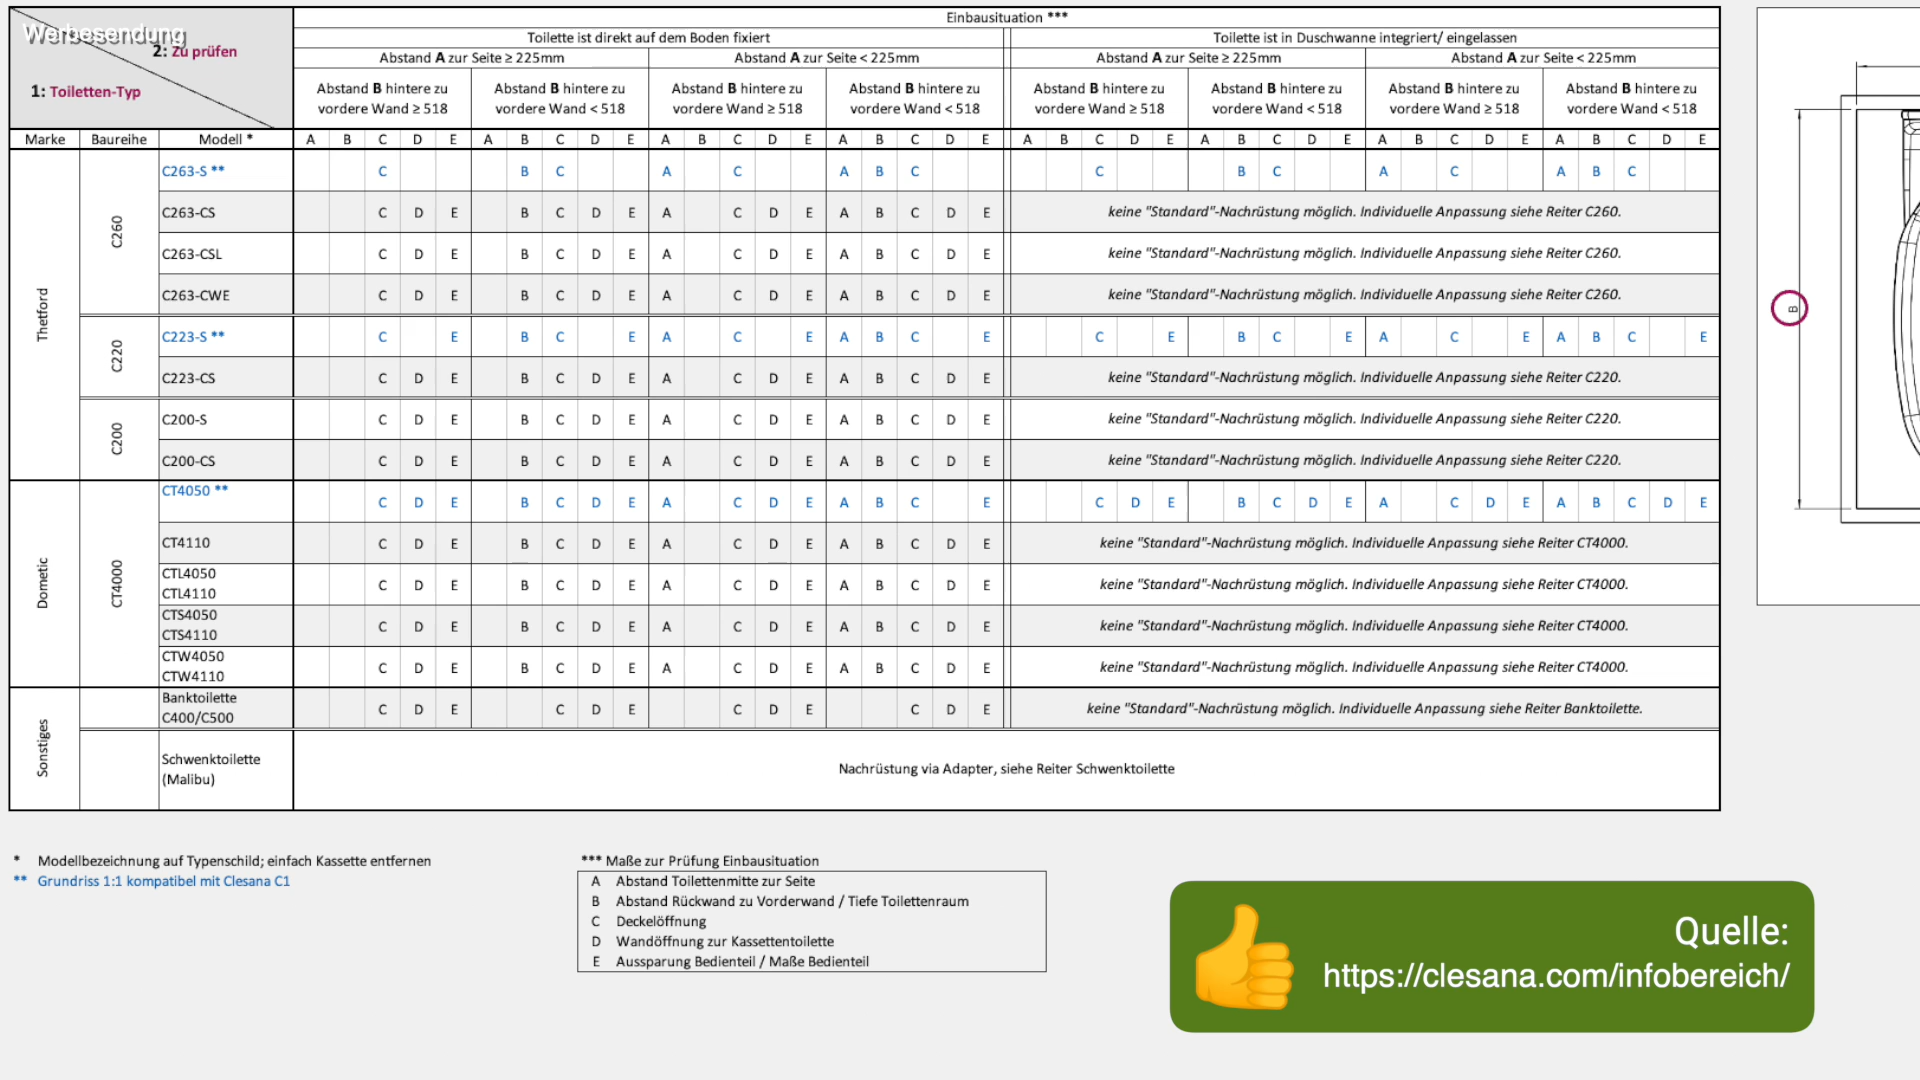 Werbesendung
2: Zu prüfen
1: Toiletten-Typ
Einbausituation ***
Toilette ist direkt auf dem Boden fixiert Toilette ist in Duschwanne integriert/ eingelassen
Abstand A zur Seite ≥ 225mm Abstand A zur Seite < 225mm Abstand A zur Seite ≥ 225mm Abstand A zur Seite < 225mm
Abstand B hintere zu vordere Wand ≥ 518 Abstand B hintere zu vordere Wand < 518 Abstand B hintere zu vordere Wand ≥ 518 Abstand B hintere zu vordere Wand < 518 Abstand B hintere zu vordere Wand ≥ 518 Abstand B hintere zu vordere Wand < 518 Abstand B hintere zu vordere Wand ≥ 518 Abstand B hintere zu vordere Wand < 518
Marke Baureihe Modell * A B C D E A B C D E A B C D E A B C D E A B C D E A B C D E A B C D E A B C D E
Thetford
C260
C263-S ** C B C A C A B C C B C A C A B C
C263-CS C D E B C D E A C D E A B C D E keine "Standard"-Nachrüstung möglich. Individuelle Anpassung siehe Reiter C260.
C263-CSL C D E B C D E A C D E A B C D E keine "Standard"-Nachrüstung möglich. Individuelle Anpassung siehe Reiter C260.
C263-CWE C D E B C D E A C D E A B C D E keine "Standard"-Nachrüstung möglich. Individuelle Anpassung siehe Reiter C260.
C220
C223-S ** C E B C E A C E A B C E C E B C E A C E A B C E
C223-CS C D E B C D E A C D E A B C D E keine "Standard"-Nachrüstung möglich. Individuelle Anpassung siehe Reiter C220.
C200
C200-S C D E B C D E A C D E A B C D E keine "Standard"-Nachrüstung möglich. Individuelle Anpassung siehe Reiter C220.
C200-CS C D E B C D E A C D E A B C D E keine "Standard"-Nachrüstung möglich. Individuelle Anpassung siehe Reiter C220.
Dometic
CT4000
CT4050 ** C D E B C D E A C D E A B C E C D E B C D E A C D E A B C D E
CT4110 C D E B C D E A C D E A B C D E keine "Standard"-Nachrüstung möglich. Individuelle Anpassung siehe Reiter CT4000.
CTL4050
CTL4110 C D E B C D E A C D E A B C D E keine "Standard"-Nachrüstung möglich. Individuelle Anpassung siehe Reiter CT4000.
CTS4050
CTS4110 C D E B C D E A C D E A B C D E keine "Standard"-Nachrüstung möglich. Individuelle Anpassung siehe Reiter CT4000.
CTW4050
CTW4110 C D E B C D E A C D E A B C D E keine "Standard"-Nachrüstung möglich. Individuelle Anpassung siehe Reiter CT4000.
Sonstiges
Banktoilette
C400/C500 C D E C D E C D E C D E keine "Standard"-Nachrüstung möglich. Individuelle Anpassung siehe Reiter Banktoilette.
Schwenktoilette
(Malibu) Nachrüstung via Adapter, siehe Reiter Schwenktoilette
B
* Modellbezeichnung auf Typenschild; einfach Kassette entfernen
** Grundriss 1:1 kompatibel mit Clesana C1
*** Maße zur Prüfung Einbausituation
A Abstand Toilettenmitte zur Seite
B Abstand Rückwand zu Vorderwand / Tiefe Toilettenraum
C Deckelöffnung
D Wandöffnung zur Kassettentoilette
E Aussparung Bedienteil / Maße Bedienteil
Quelle:
https://clesana.com/infobereich/